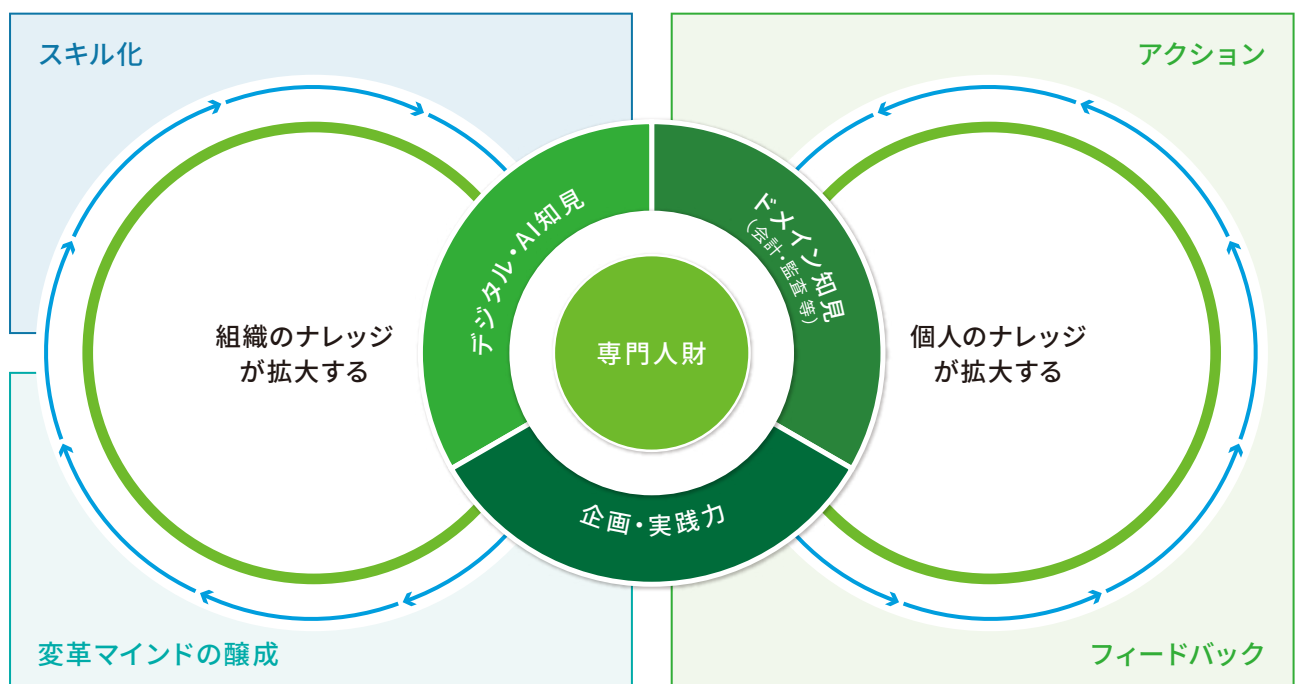 スキル化
アクション
デジタル・AI知見
ドメイン知見
(会計・監査 等)
組織のナレッジ
が拡大する
専門人財
個人のナレッジ
が拡大する
企画・実践力
変革マインドの醸成
フィードバック